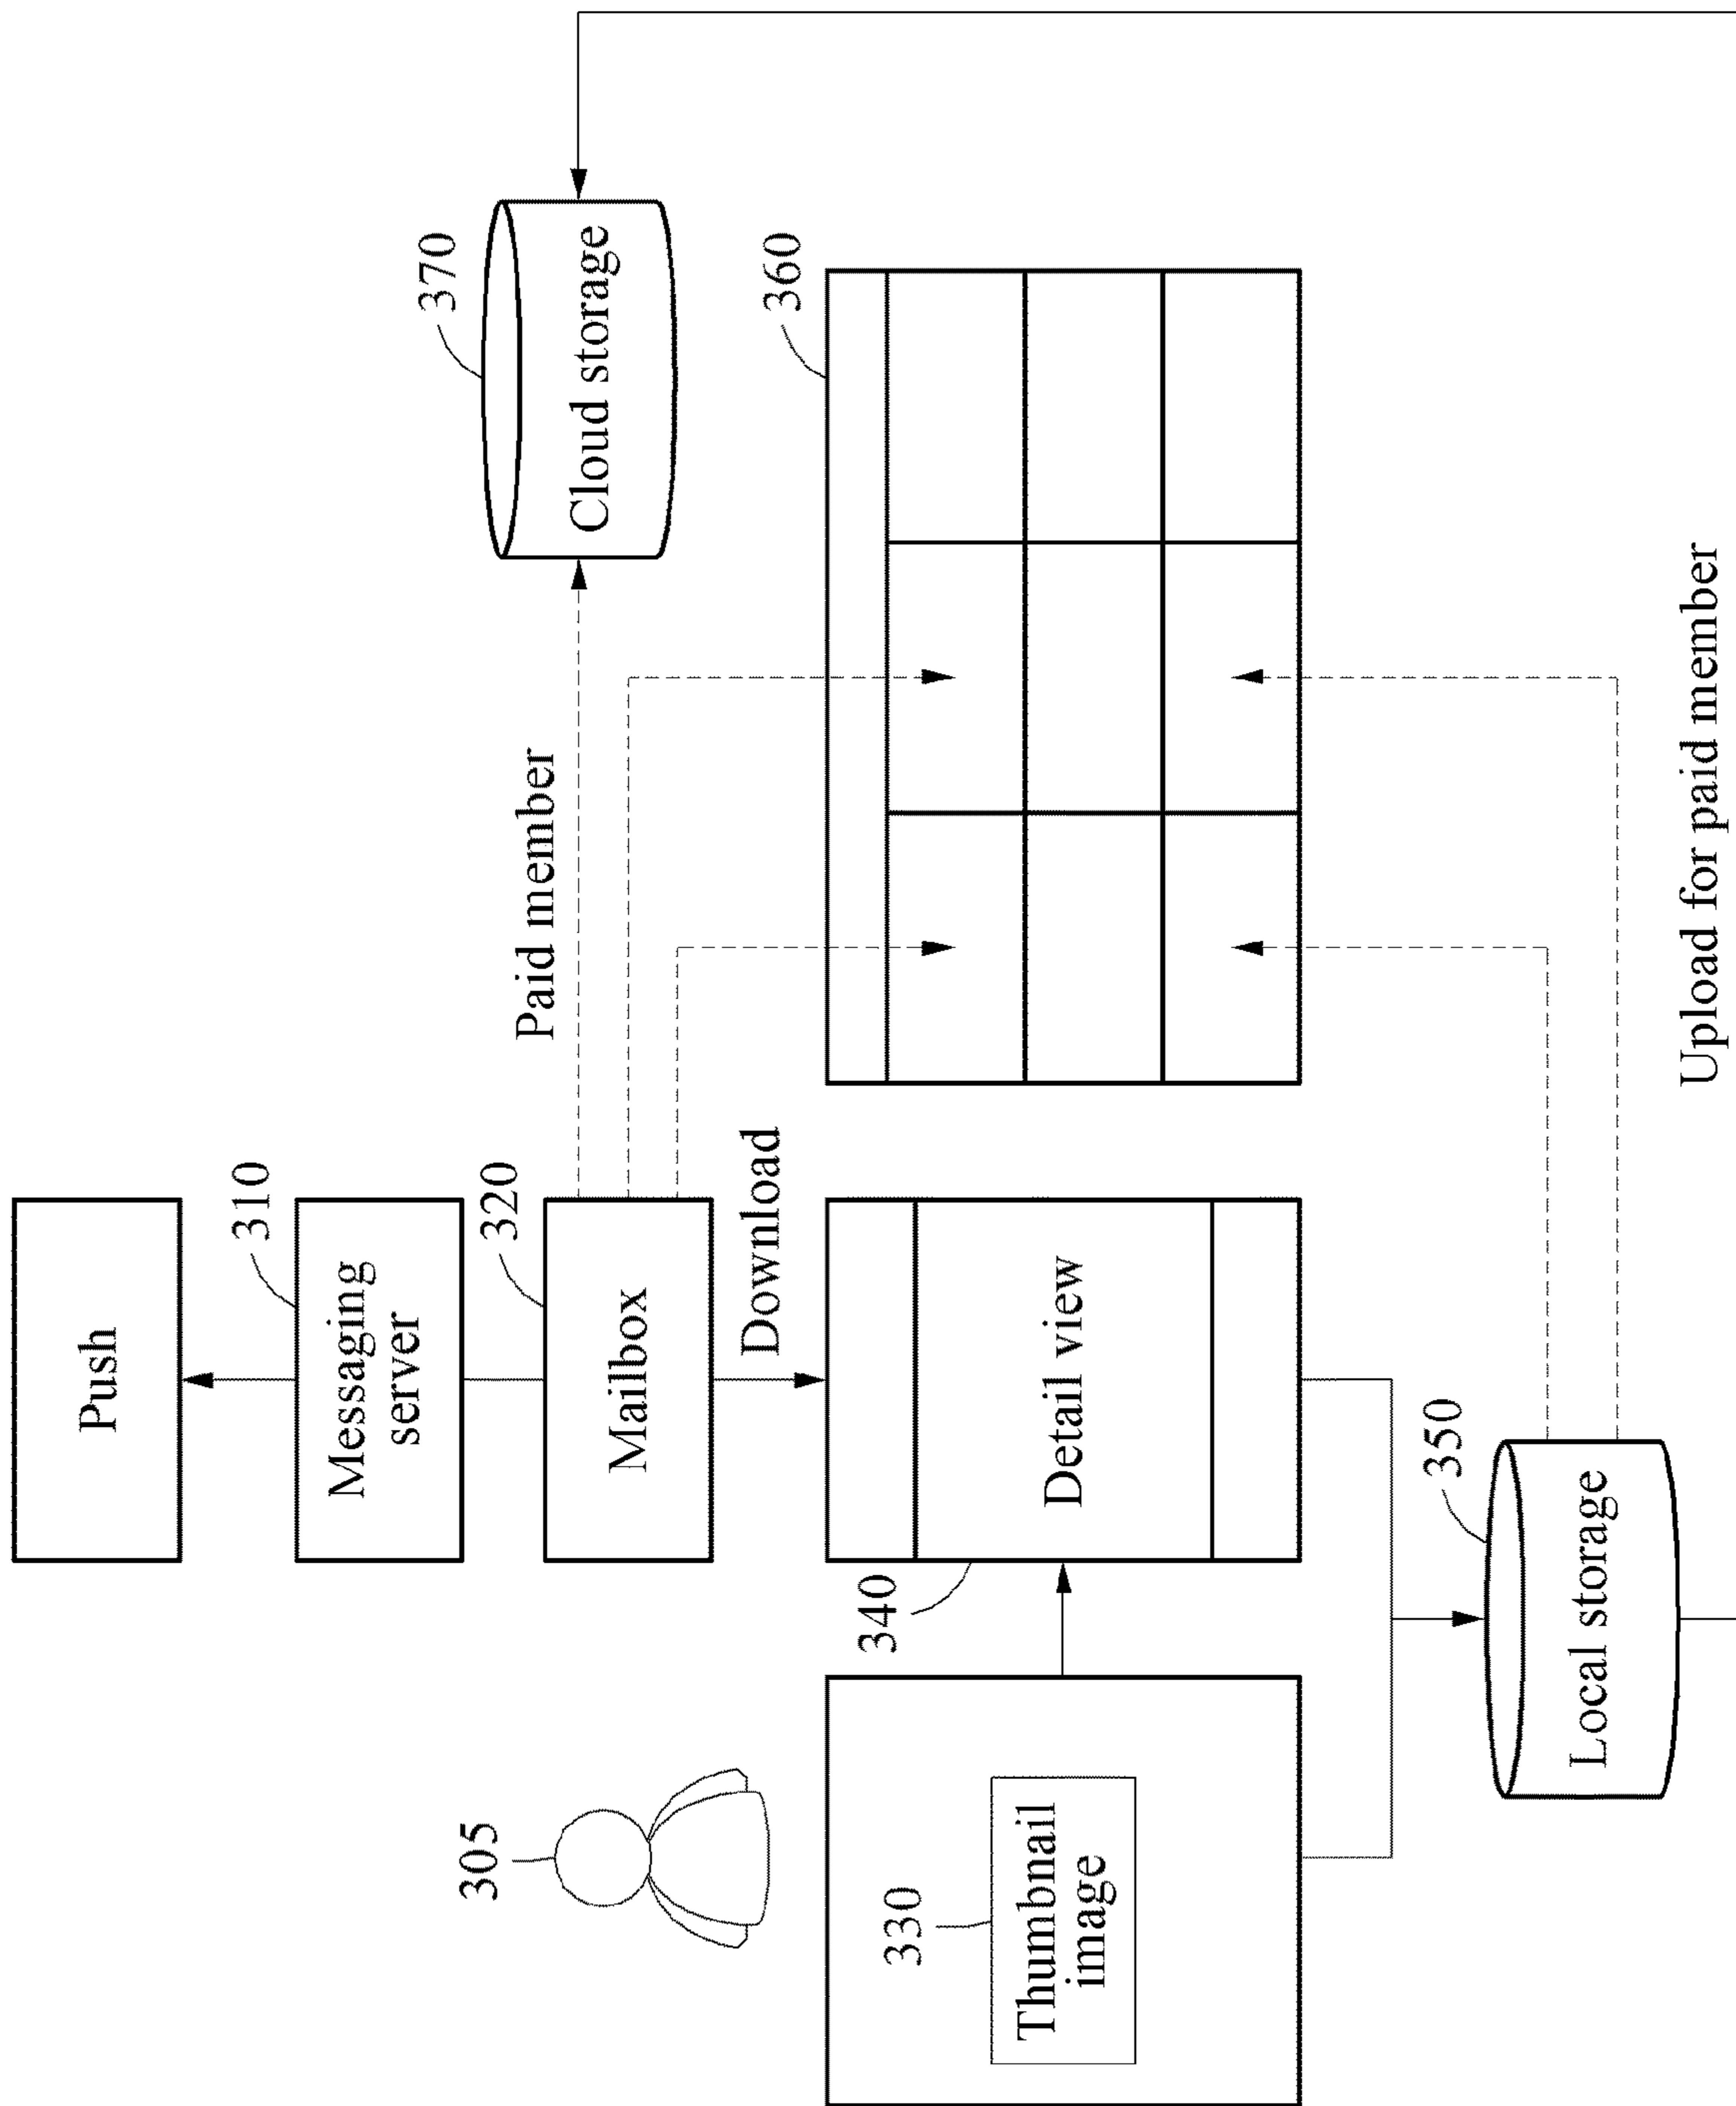 Push
310
Messaging
server
320
Mailbox
Paid member
370
Cloud storage
Download
305
330
Thumbnail
image
340
Detail view
360
350
Local storage
Upload for paid member